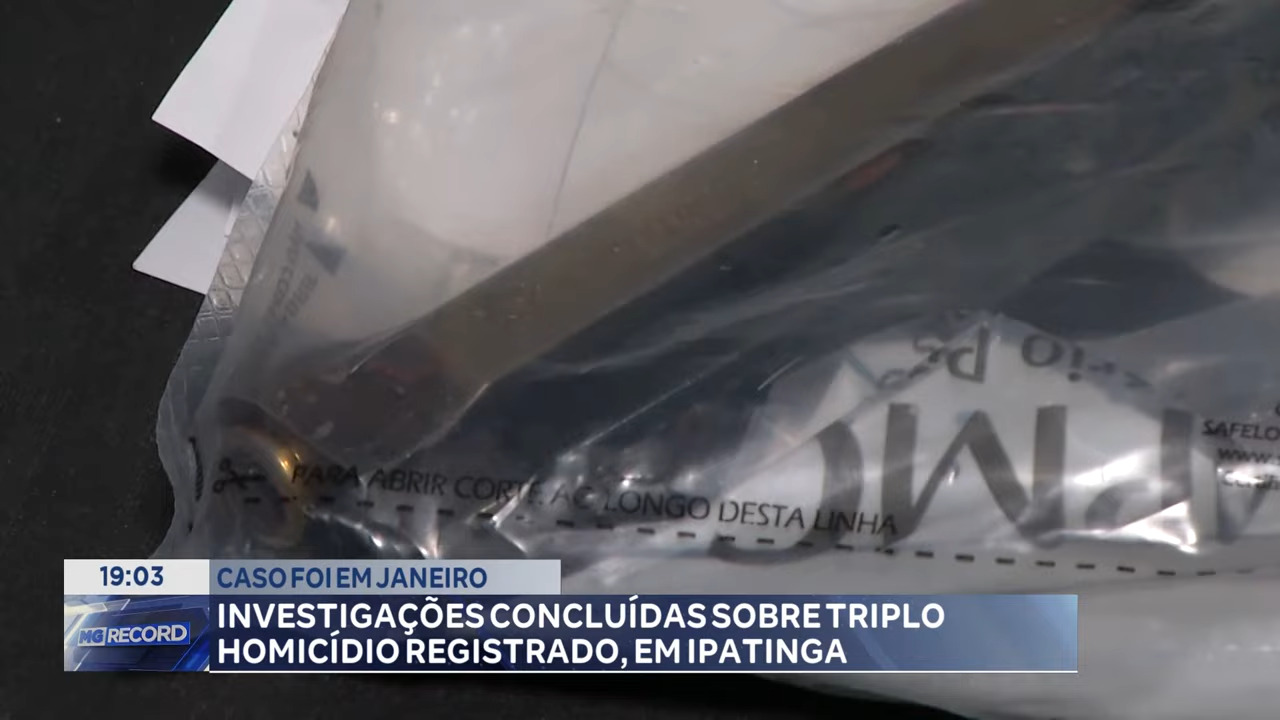 PARA ABRIR CORTE AO LONGO DESTA LINHA
SAFELO
www.
19:03
CASO FOI EM JANEIRO
MG RECORD
INVESTIGAÇÕES CONCLUÍDAS SOBRE TRIPLO
HOMICÍDIO REGISTRADO, EM IPATINGA